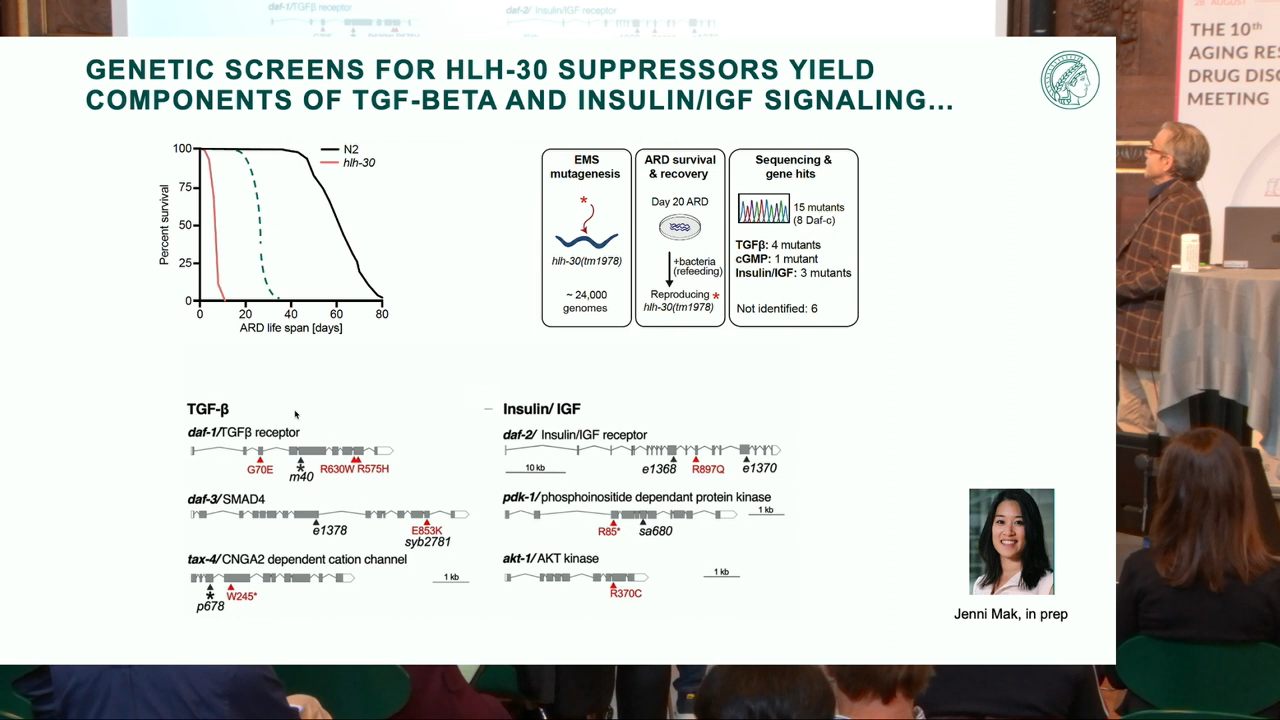 daf-1/TGFβ receptor
daf-2/ Insulin/IGF receptor
28 AUGUST
THE 10th
AGING RES
DRUG DISC
MEETING
GENETIC SCREENS FOR HLH-30 SUPPRESSORS YIELD
COMPONENTS OF TGF-BETA AND INSULIN/IGF SIGNALING...
100
75
50
25
0
Percent survival
N2
hlh-30
0 20 40 60 80
ARD life span [days]
EMS
mutagenesis
*
hlh-30(tm1978)
~ 24,000
genomes
ARD survival
& recovery
Day 20 ARD
+bacteria
(refeeding)
Reproducing *
hlh-30(tm1978)
Sequencing &
gene hits
15 mutants
(8 Daf-c)
TGFβ: 4 mutants
cGMP: 1 mutant
Insulin/IGF: 3 mutants
Not identified: 6
TGF-β
daf-1/TGFβ receptor
G70E
*
m40
R630W R575H
daf-3/SMAD4
e1378
E853K
syb2781
tax-4/CNGA2 dependent cation channel
1 kb
*
p678
W245*
Insulin/ IGF
daf-2/ Insulin/IGF receptor
10 kb
e1368
R897Q
e1370
pdk-1/phosphoinositide dependant protein kinase
1 kb
R85*
sa680
akt-1/AKT kinase
1 kb
R370C
Jenni Mak, in prep